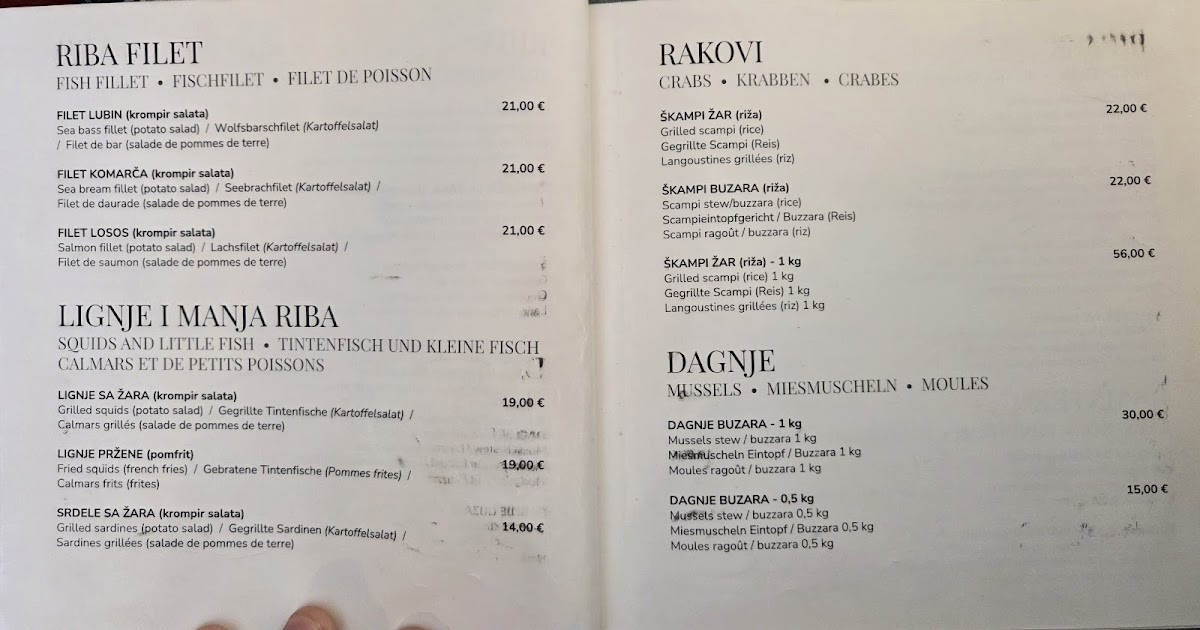 RIBA FILET
FISH FILLET • FISCHFILET • FILET DE POISSON
FILET LUBIN (krompir salata) 21,00 €
Sea bass fillet (potato salad) / Wolfsbarschfilet (Kartoffelsalat)
/ Filet de bar (salade de pommes de terre)
FILET KOMARČA (krompir salata) 21,00 €
Sea bream fillet (potato salad) / Seebrachfilet (Kartoffelsalat) /
Filet de daurade (salade de pommes de terre)
FILET LOSOS (krompir salata) 21,00 €
Salmon fillet (potato salad) / Lachsfilet (Kartoffelsalat) /
Filet de saumon (salade de pommes de terre)
LIGNJE I MANJA RIBA
SQUIDS AND LITTLE FISH • TINTENFISCH UND KLEINE FISCH
CALMARS ET DE PETITS POISSONS
LIGNJE SA ŽARA (krompir salata) 19,00 €
Grilled squids (potato salad) / Gegrillte Tintenfische (Kartoffelsalat) /
Calmars grillés (salade de pommes de terre)
LIGNJE PRŽENE (pomfrit) 19,00 €
Fried squids (french fries) / Gebratene Tintenfische (Pommes frites) /
Calmars frits (frites)
SRDELE SA ŽARA (krompir salata) 14,00 €
Grilled sardines (potato salad) / Gegrillte Sardinen (Kartoffelsalat) /
Sardines grillées (salade de pommes de terre)
RAKOVI
CRABS • KRABBEN • CRABES
ŠKAMPI ŽAR (riža) 22,00 €
Grilled scampi (rice)
Gegrillte Scampi (Reis)
Langoustines grillées (riz)
ŠKAMPI BUZARA (riža) 22,00 €
Scampi stew/buzzara (rice)
Scampieintopfgericht / Buzzara (Reis)
Scampi ragoût / buzzara (riz)
ŠKAMPI ŽAR (riža) - 1 kg 56,00 €
Grilled scampi (rice) 1 kg
Gegrillte Scampi (Reis) 1 kg
Langoustines grillées (riz) 1 kg
DAGNJE
MUSSELS • MIESMUSCHELN • MOULES
DAGNJE BUZARA - 1 kg 30,00 €
Mussels stew / buzzara 1 kg
Miesmuscheln Eintopf / Buzzara 1 kg
Moules ragoût / buzzara 1 kg
DAGNJE BUZARA - 0,5 kg 15,00 €
Mussels stew / buzzara 0,5 kg
Miesmuscheln Eintopf / Buzzara 0,5 kg
Moules ragoût / buzzara 0,5 kg